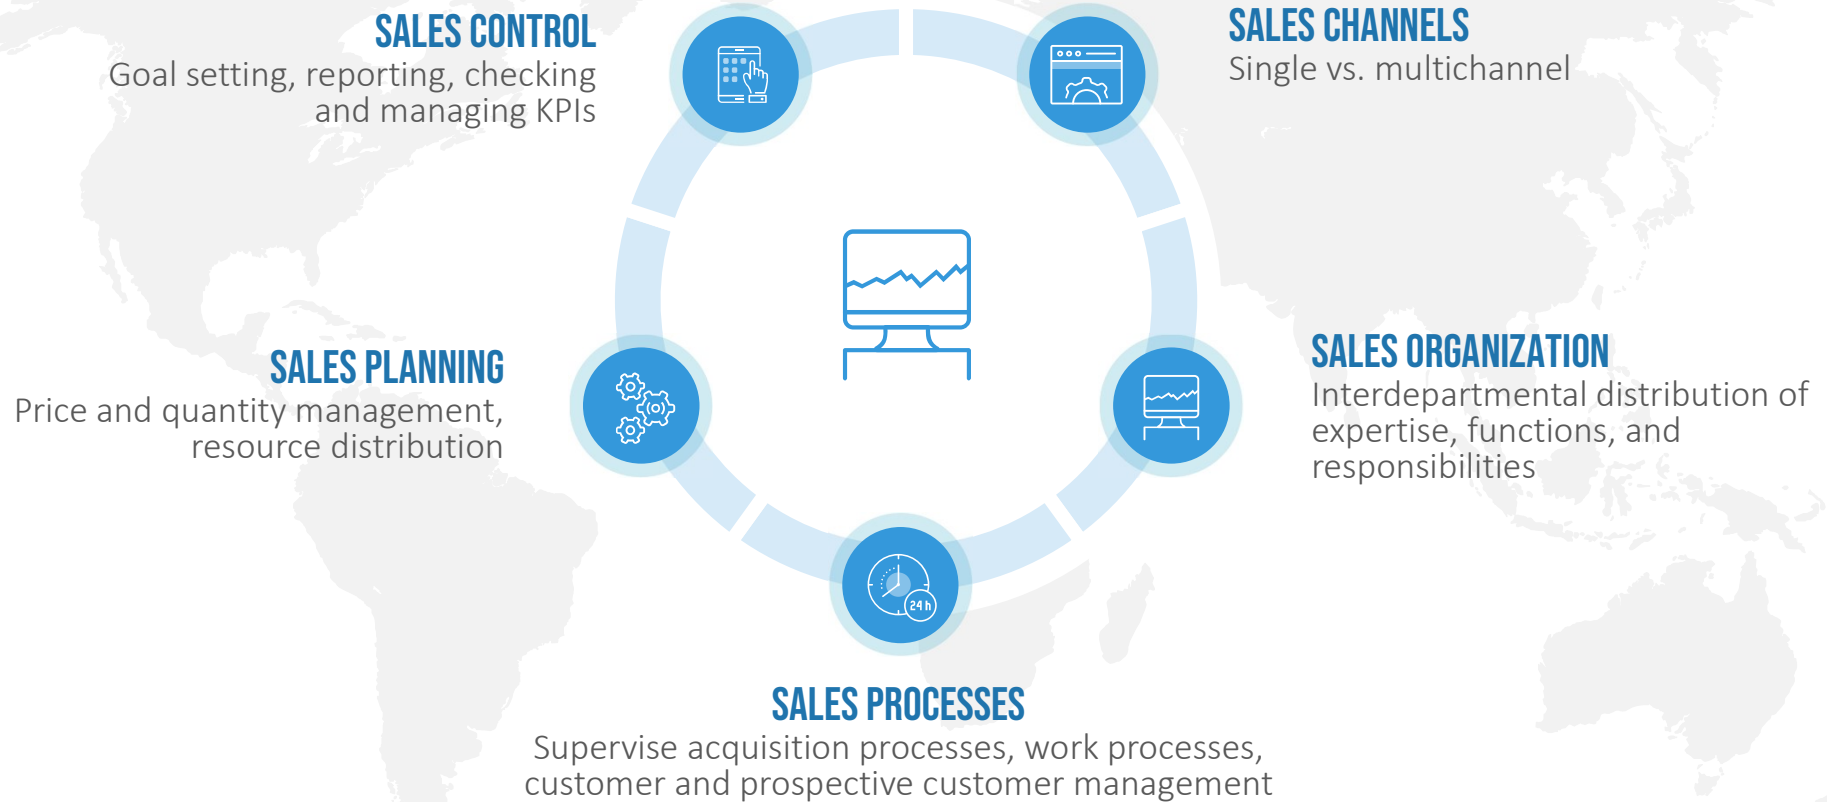 SALES CONTROL
Goal setting, reporting, checking
and managing KPIs
SALES CHANNELS
Single vs. multichannel
SALES PLANNING
Price and quantity management,
resource distribution
SALES ORGANIZATION
Interdepartmental distribution of
expertise, functions, and
responsibilities
24 h
SALES PROCESSES
Supervise acquisition processes, work processes,
customer and prospective customer management